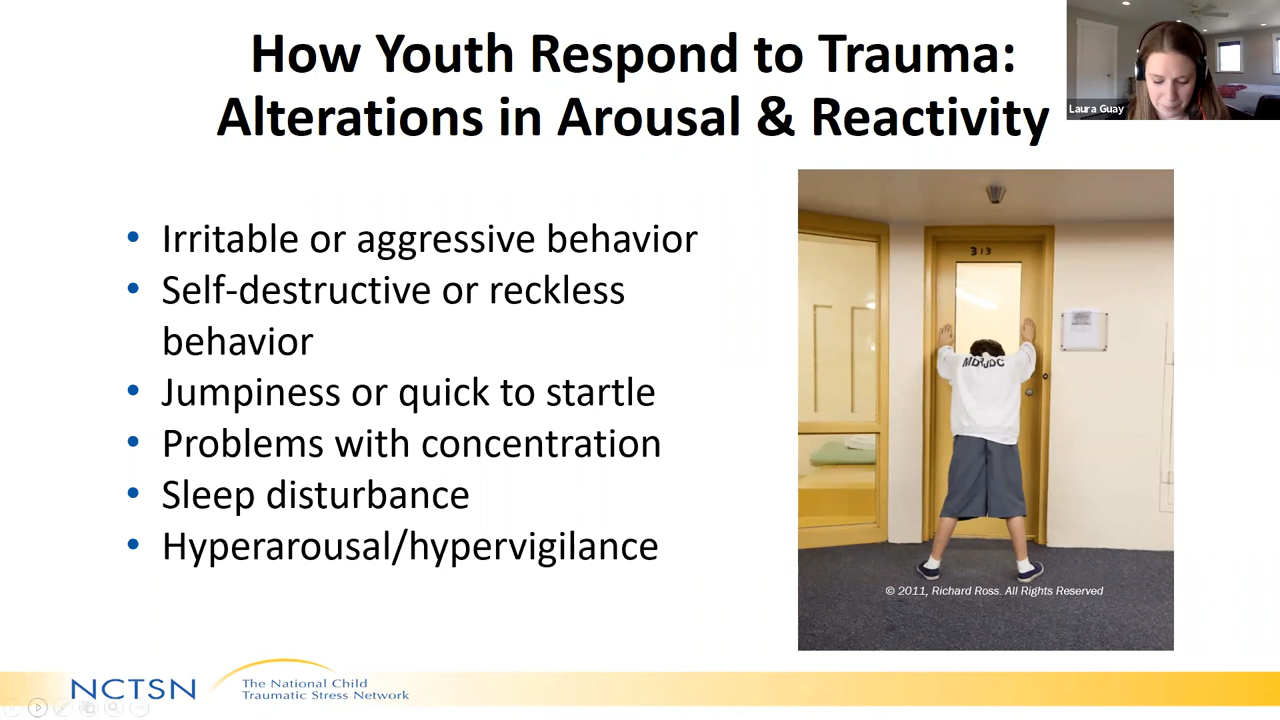 How Youth Respond to Trauma:
Alterations in Arousal & Reactivity
Laura Guay
• Irritable or aggressive behavior
• Self-destructive or reckless
behavior
• Jumpiness or quick to startle
• Problems with concentration
• Sleep disturbance
• Hyperarousal/hypervigilance
313
© 2011, Richard Ross. All Rights Reserved
NCTSN
The National Child
Traumatic Stress Network